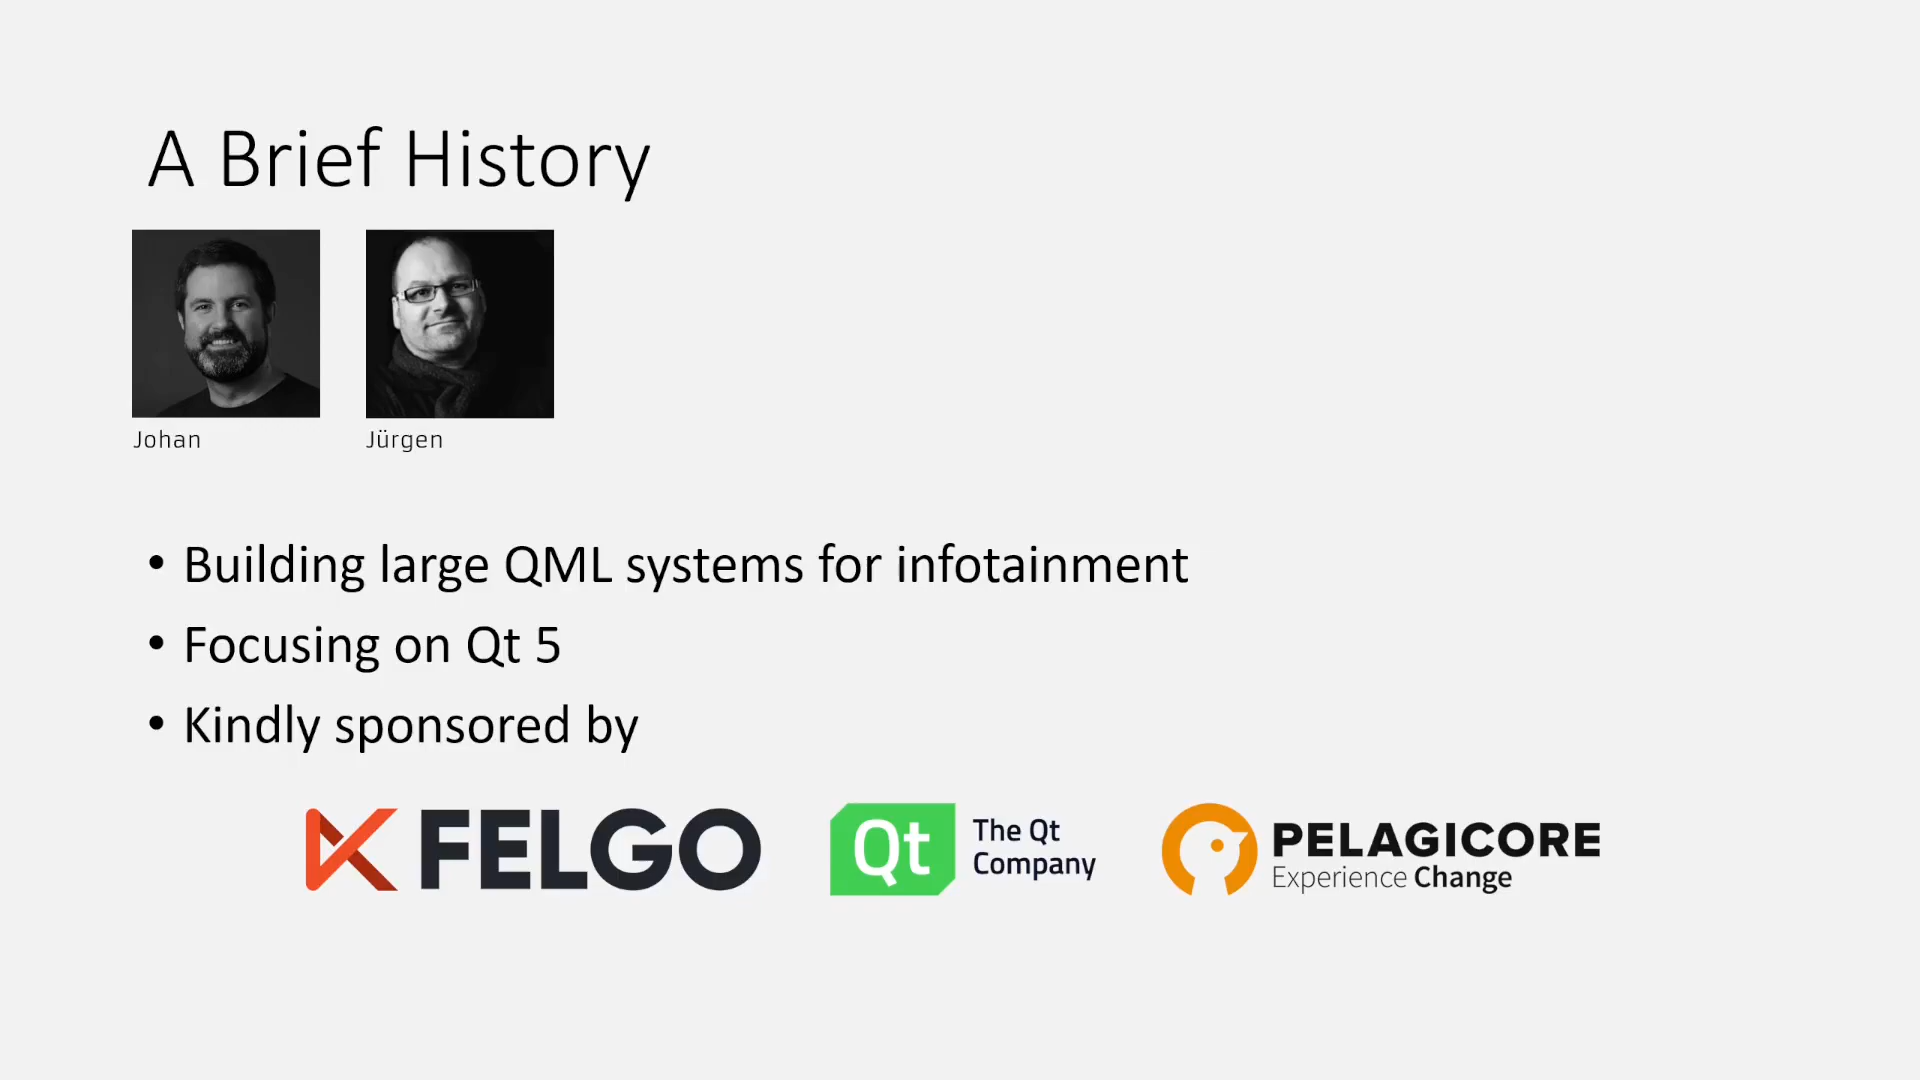 A Brief History
Johan
Jürgen
• Building large QML systems for infotainment
• Focusing on Qt 5
• Kindly sponsored by
FELGO
Qt
The Qt
Company
PELAGICORE
Experience Change